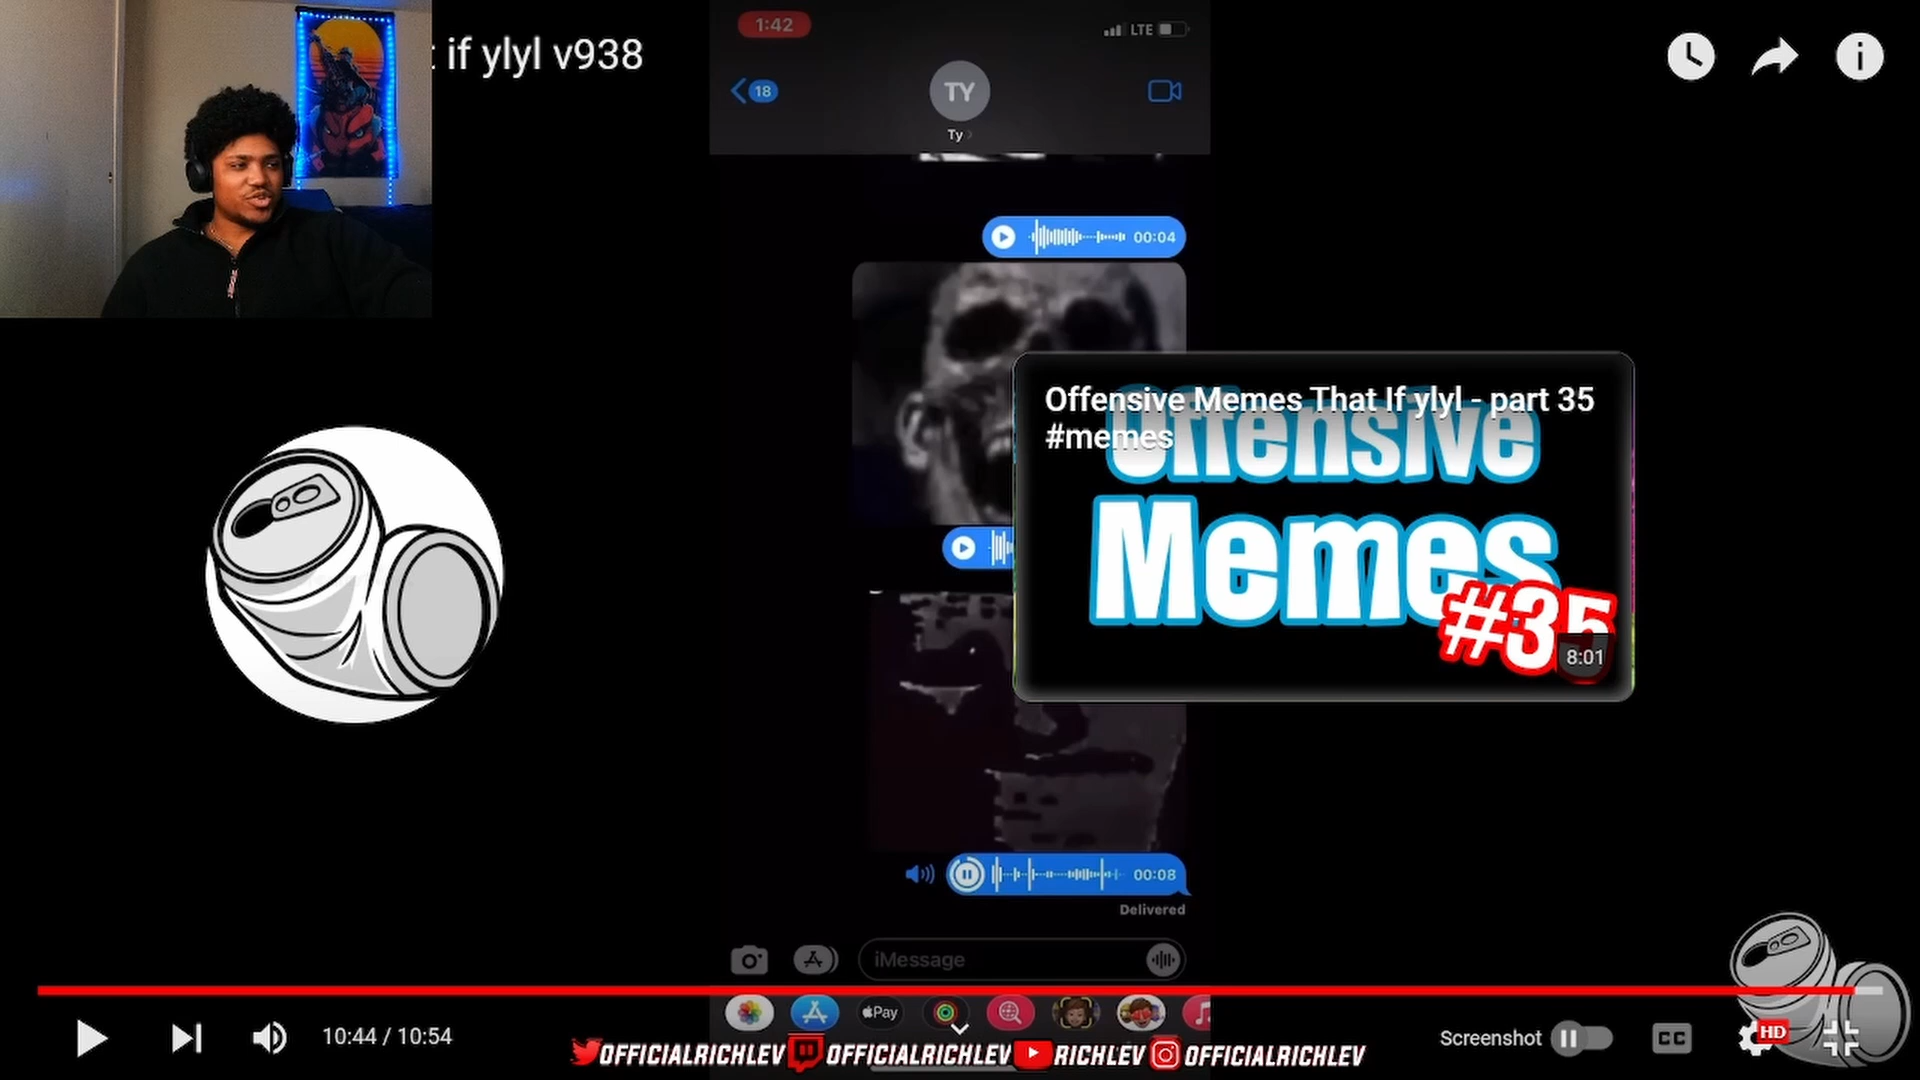 if ylyl v938
1:42
LTE
18
TY
Ty
00:04
Offensive Memes That If ylyl - part 35
#memes
Offensive
Memes
#35
8:01
00:08
Delivered
iMessage
Pay
10:44 / 10:54
Screenshot
CC
HD
OFFICIALRICHLEV OFFICIALRICHLEV RICHLEV OFFICIALRICHLEV